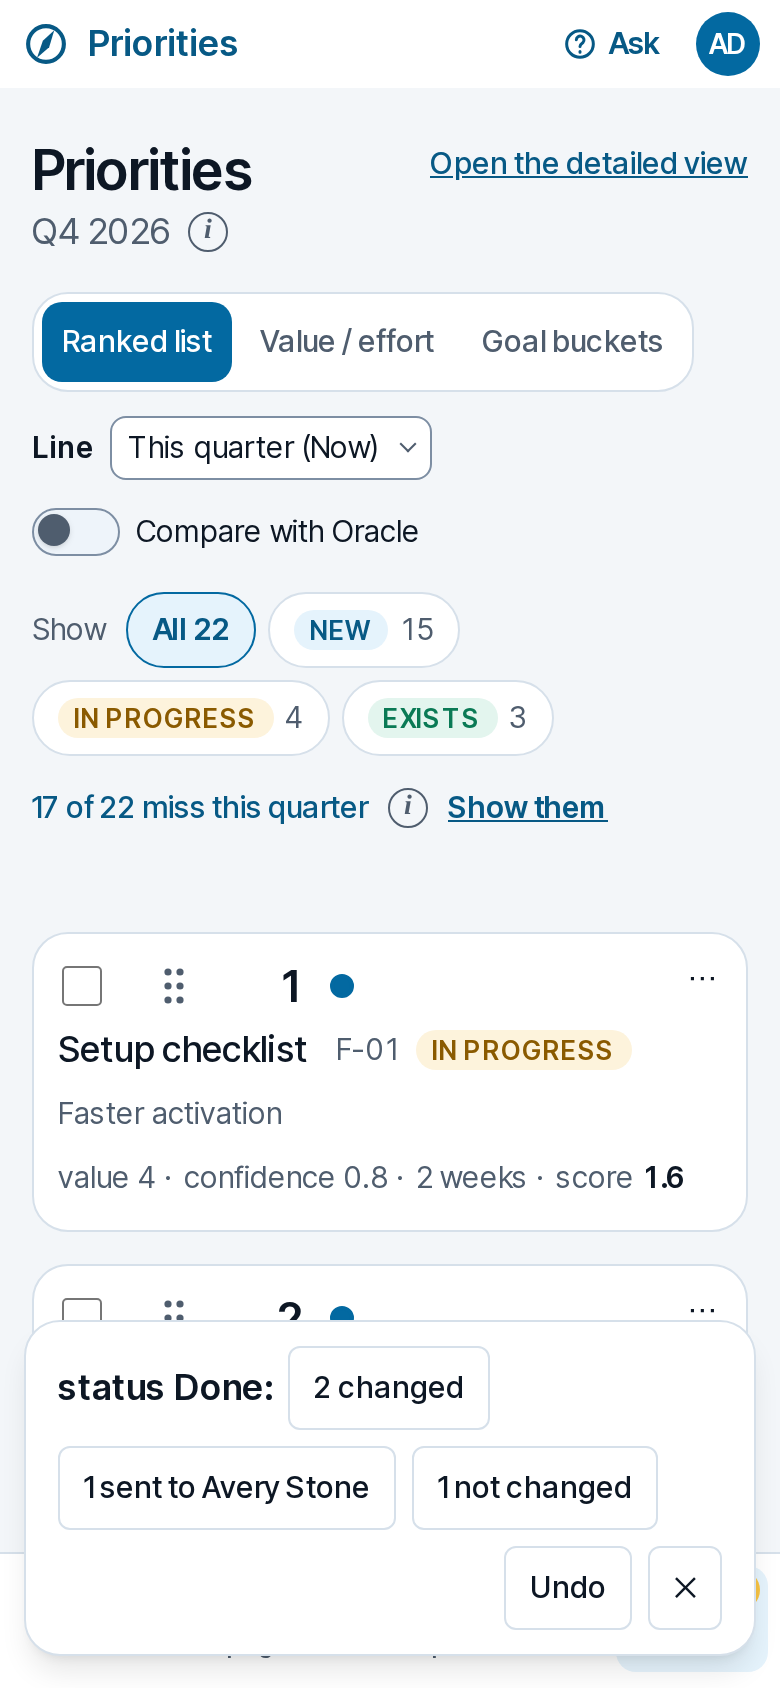 Priorities
Ask
AD
Priorities
Open the detailed view
Q4 2026 i
Ranked list
Value / effort
Goal buckets
Line This quarter (Now)
Compare with Oracle
Show All 22 NEW 15
IN PROGRESS 4 EXISTS 3
17 of 22 miss this quarter i Show them
1 ...
Setup checklist F-01 IN PROGRESS
Faster activation
value 4 · confidence 0.8 · 2 weeks · score 1.6
2 ...
status Done: 2 changed
1 sent to Avery Stone 1 not changed
Undo ×